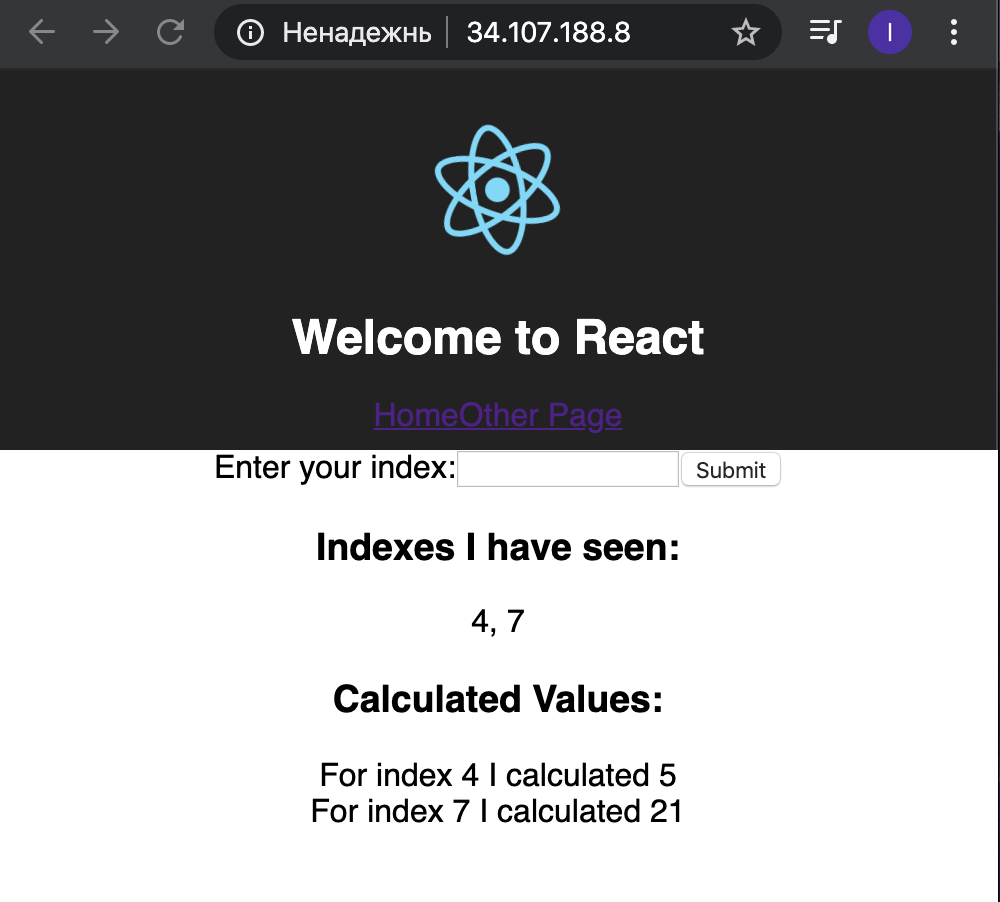 Ненадежнь 34.107.188.8 I
Welcome to React
HomeOther Page
Enter your index: Submit
Indexes I have seen:
4, 7
Calculated Values:
For index 4 I calculated 5
For index 7 I calculated 21